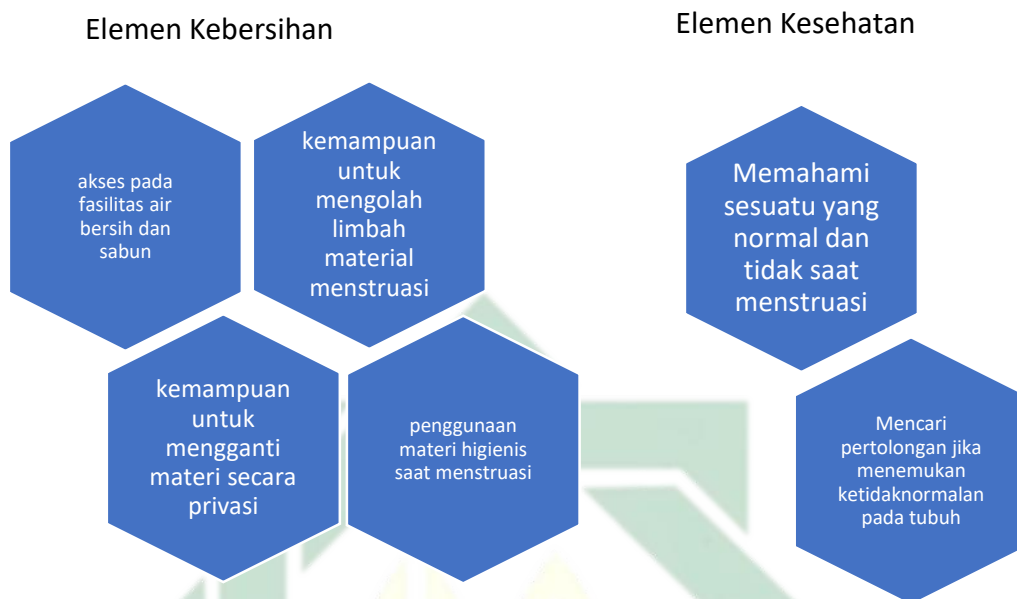 Elemen Kebersihan
akses pada
fasilitas air
bersih dan
sabun
kemampuan
untuk
mengolah
limbah
material
menstruasi
kemampuan
untuk
mengganti
materi secara
privasi
penggunaan
materi higienis
saat menstruasi
Elemen Kesehatan
Memahami
sesuatu yang
normal dan
tidak saat
menstruasi
Mencari
pertolongan jika
menemukan
ketidaknormalan
pada tubuh